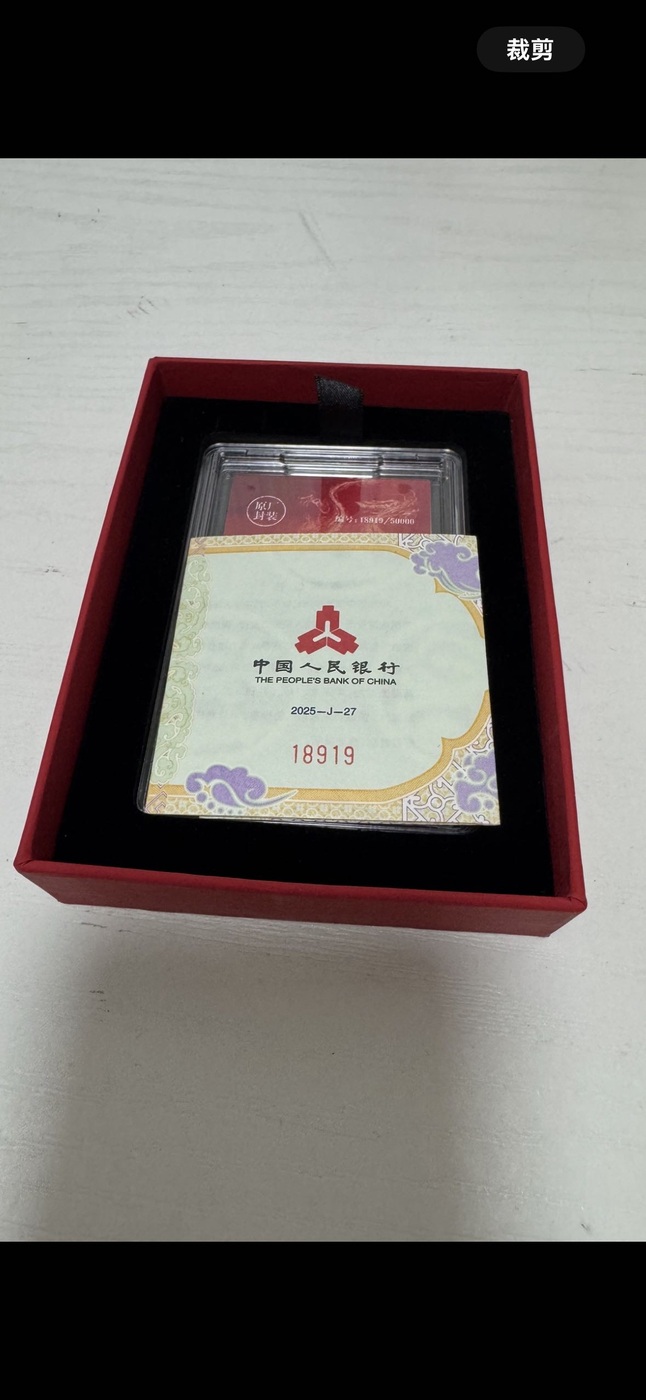 裁剪
原厂
封装
编号:18919/50000
中国人民银行
THE PEOPLE'S BANK OF CHINA
2025-J-27
18919